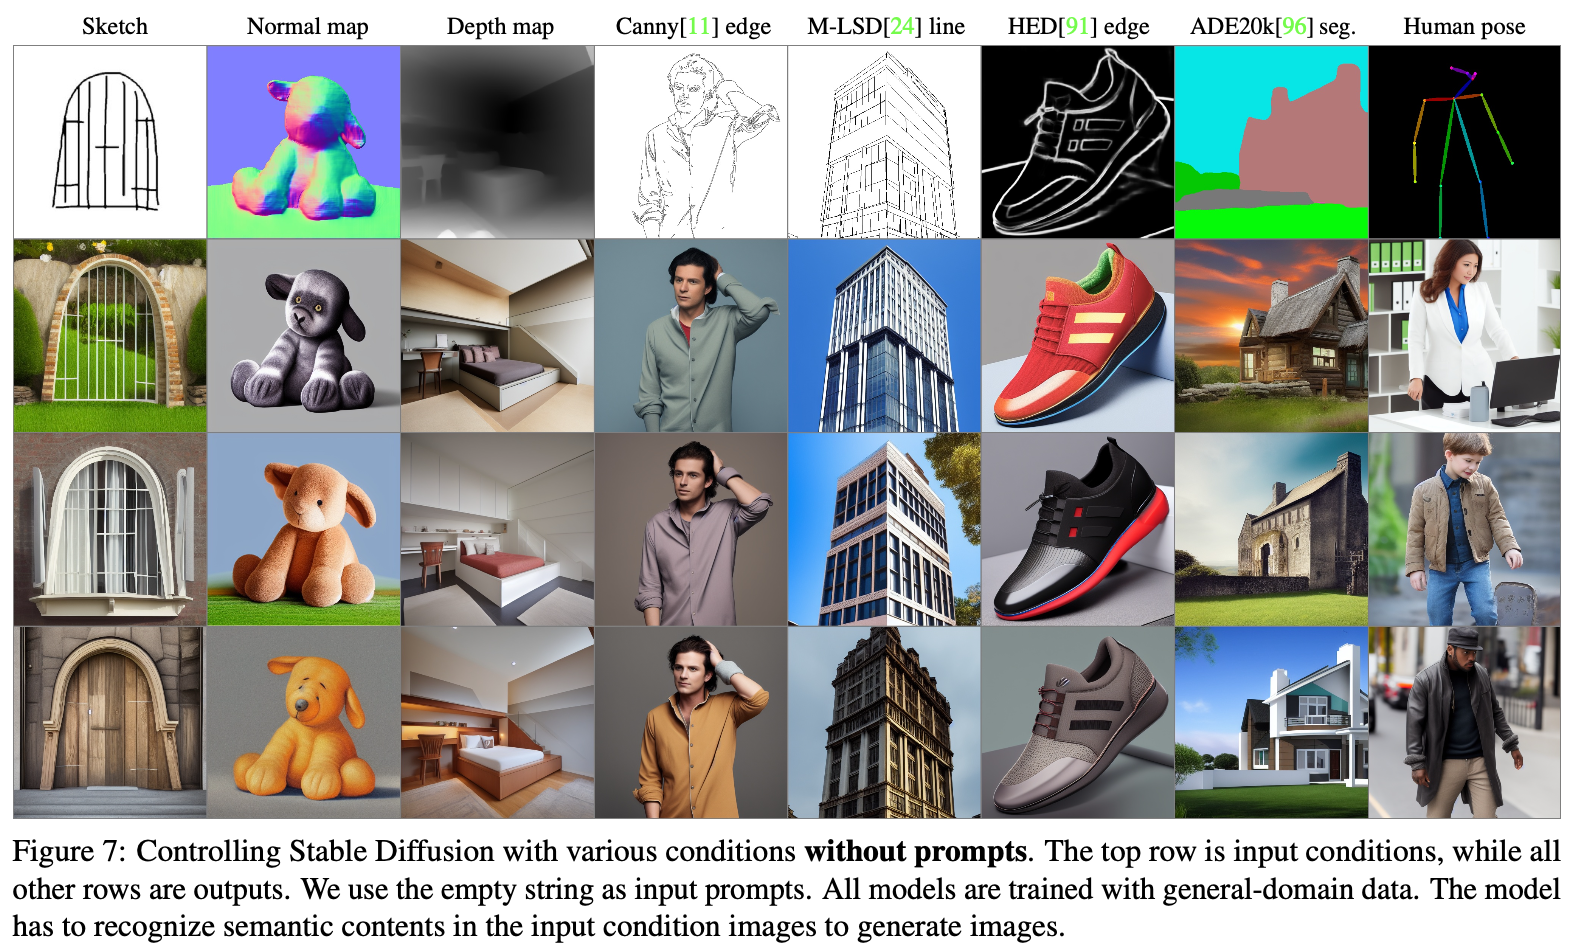 Sketch
Normal map
Depth map
Canny[11] edge
M-LSD[24] line
HED[91] edge
ADE20k[96] seg.
Human pose
Figure 7: Controlling Stable Diffusion with various conditions without prompts. The top row is input conditions, while all
other rows are outputs. We use the empty string as input prompts. All models are trained with general-domain data. The model
has to recognize semantic contents in the input condition images to generate images.